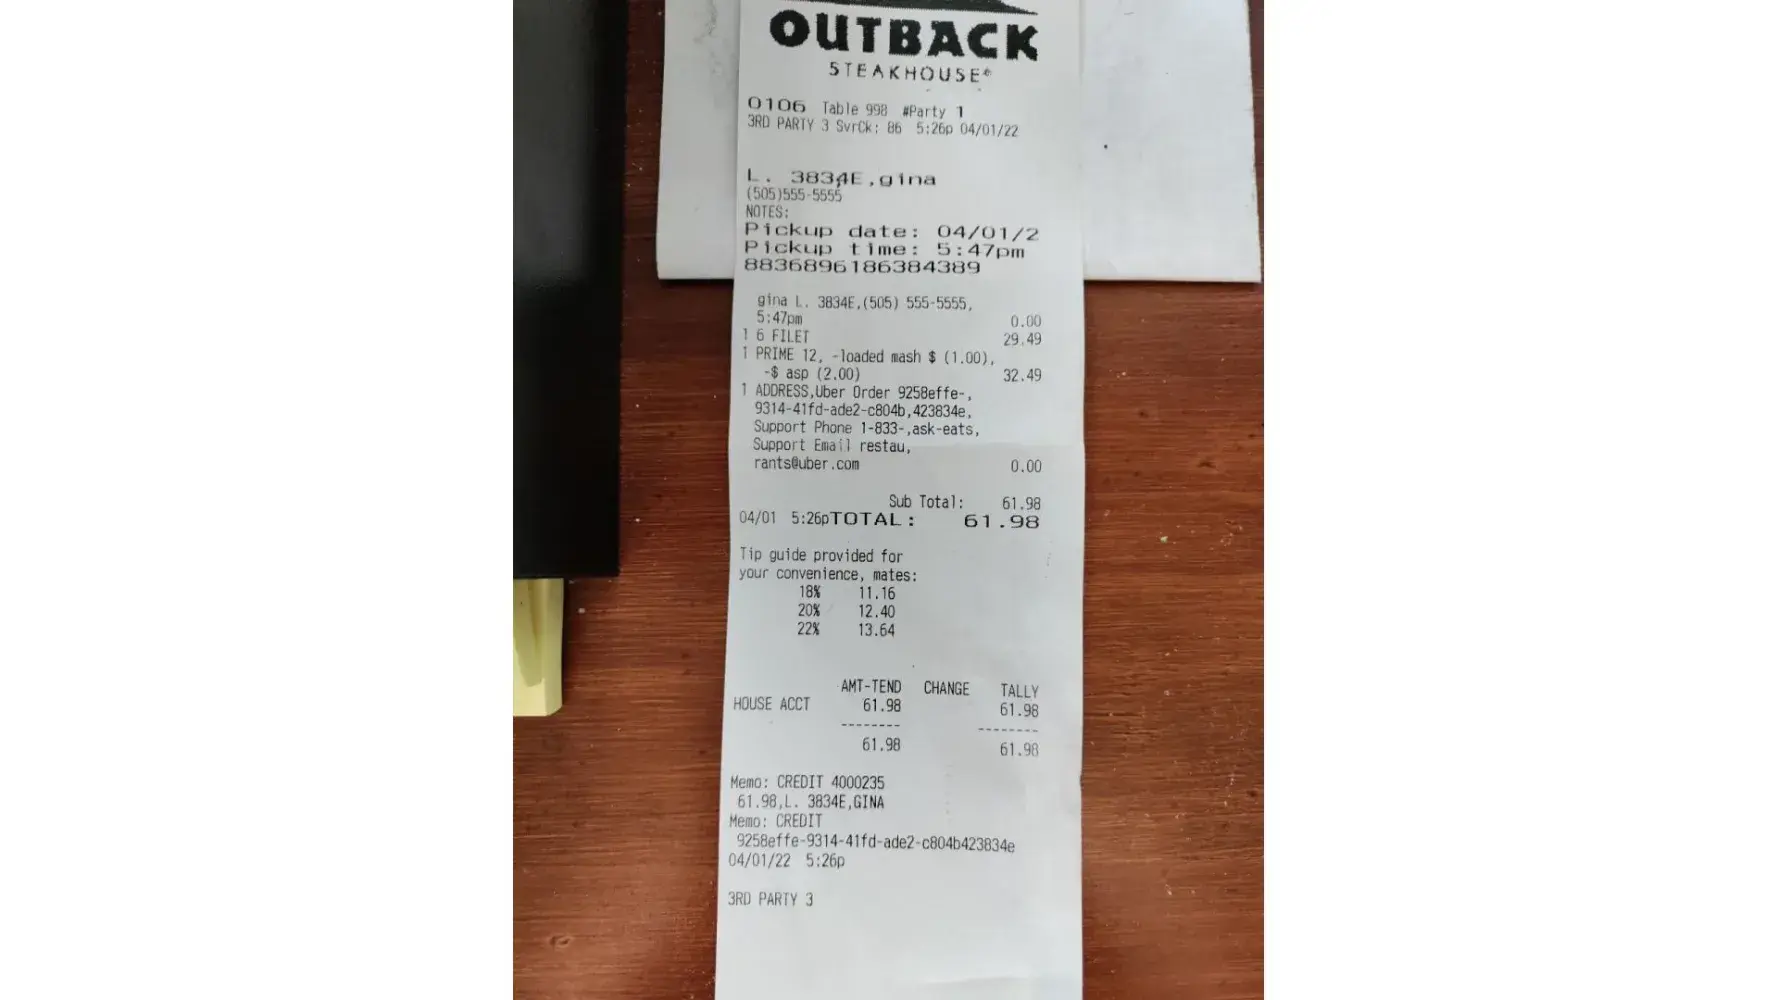 OUTBACK
STEAKHOUSE®
0106 Table 998 #Party 1
3RD PARTY 3 SvrCk: 86 5:26p 04/01/22
L. 3834E,gina
(505)555-5555
NOTES:
Pickup date: 04/01/2
Pickup time: 5:47pm
88368961863843​89
gina L. 3834E,(505) 555-5555,
5:47pm 0.00
1 6 FILET 29.49
1 PRIME 12, -loaded mash $ (1.00),
-$ asp (2.00) 32.49
1 ADDRESS,Uber Order 9258effe-,
9314-41fd-ade2-c804b,423834e,
Support Phone 1-833-,ask-eats,
Support Email restau,
rants@uber.com 0.00
Sub Total: 61.98
04/01 5:26pTOTAL: 61.98
Tip guide provided for
your convenience, mates:
18% 11.16
20% 12.40
22% 13.64
AMT-TEND CHANGE TALLY
HOUSE ACCT 61.98 61.98
-------- --------
61.98 61.98
Memo: CREDIT 4000235
61.98,L. 3834E,GINA
Memo: CREDIT
9258effe-9314-41fd-ade2-c804b423834e
04/01/22 5:26p
3RD PARTY 3